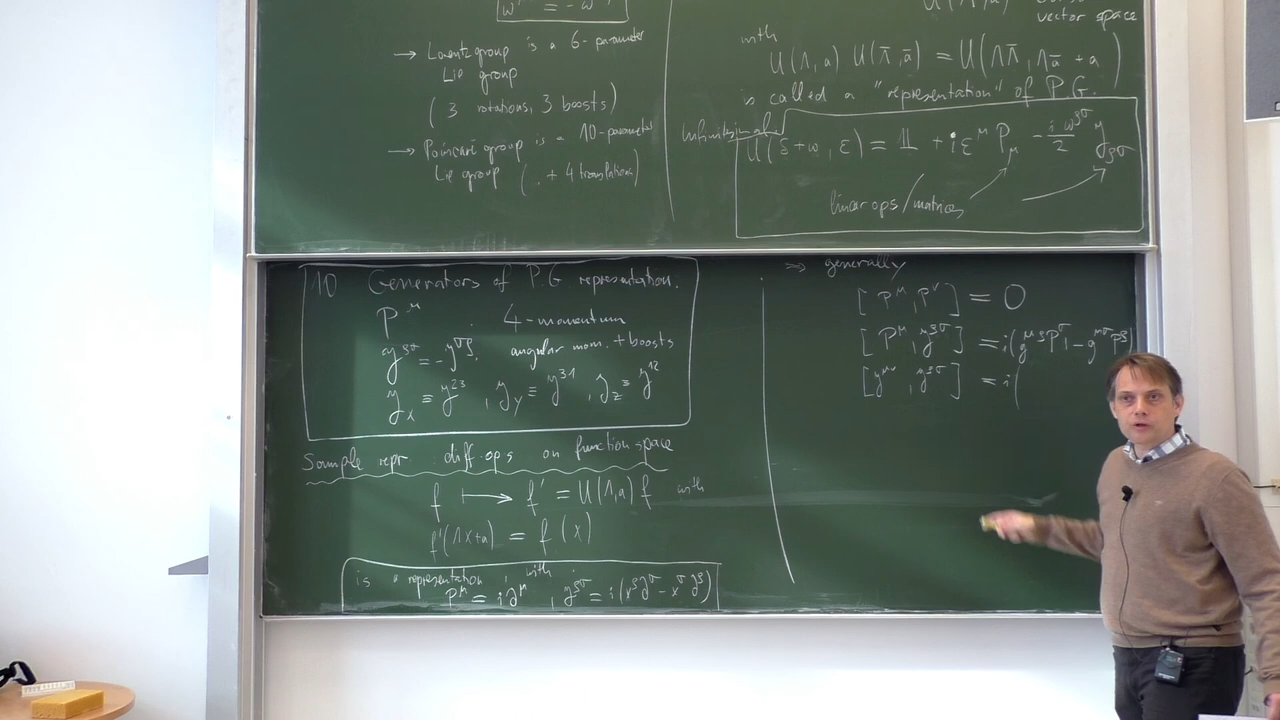 → Lorentz group is a 6-parameter
Lie group
(3 rotations, 3 boosts)
→ Poincaré group is a 10-parameter
Lie group (.. + 4 translations)
vector space
with
U(Λ,a) U(Λ̄,ā) = U(ΛΛ̄, Λā + a)
is called a "representation" of P.G.
Infinitesimal:
U(δ+ω, ε) = 𝟙 + iε^μ P_μ − i/2 ω^{ρσ} J_{ρσ}
linear ops/matrices
10 Generators of P.G representation.
P^μ 4-momentum
J^{ρσ} = −J^{σρ}. angular mom. + boosts
J_x ≡ J^{23}, J_y ≡ J^{31}, J_z ≡ J^{12}
Sample repr diff.ops on function space
f ↦ f' = U(Λ,a) f with
f'(Λx+a) = f(x)
is a representation with
P^μ = i∂^μ, J^{ρσ} = i(x^ρ∂^σ − x^σ∂^ρ)
⇒ generally
[P^μ, P^ν] = 0
[P^μ, J^{ρσ}] = i(g^{μρ}P^σ − g^{μσ}P^ρ)
[J^{μν}, J^{ρσ}] = i(